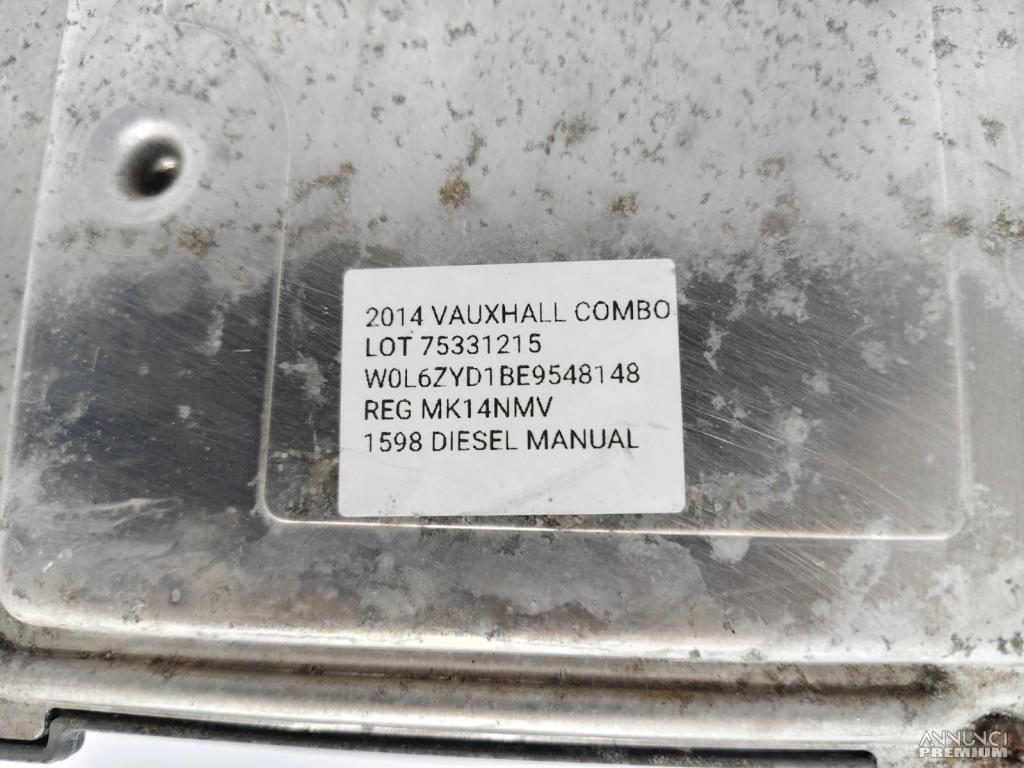 2014 VAUXHALL COMBO
LOT 75331215
W0L6ZYD1BE9548148
REG MK14NMV
1598 DIESEL MANUAL
ANNUNCI
PREMIUM